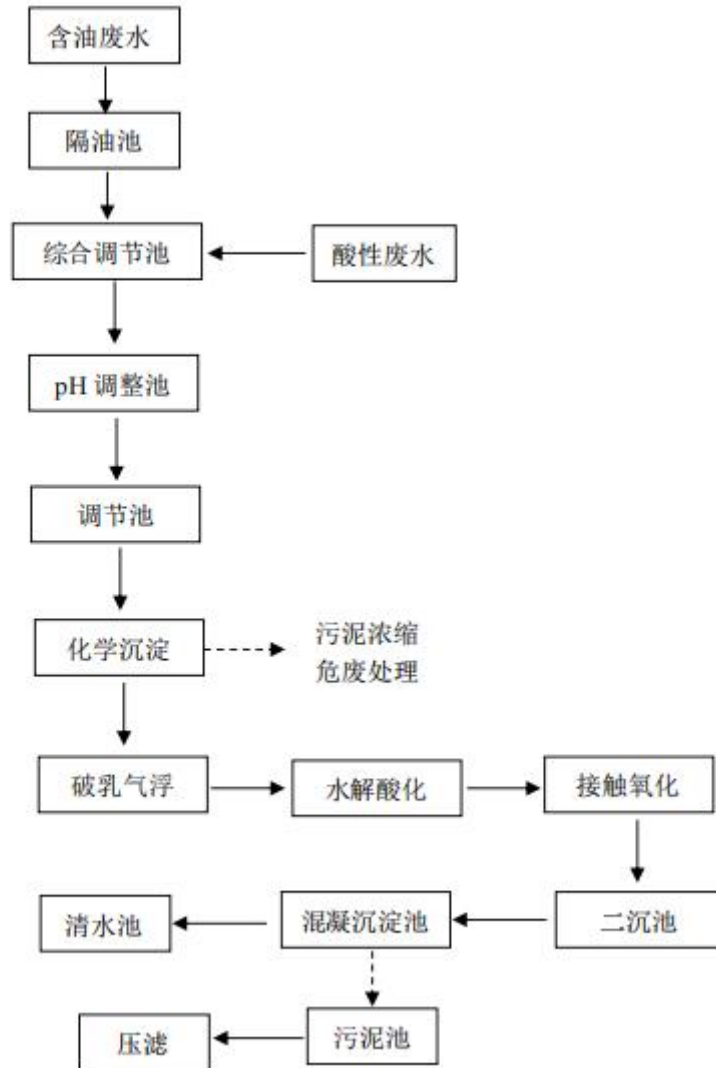 含油废水
隔油池
综合调节池
酸性废水
pH 调整池
调节池
化学沉淀
污泥浓缩
危废处理
破乳气浮
水解酸化
接触氧化
清水池
混凝沉淀池
二沉池
压滤
污泥池